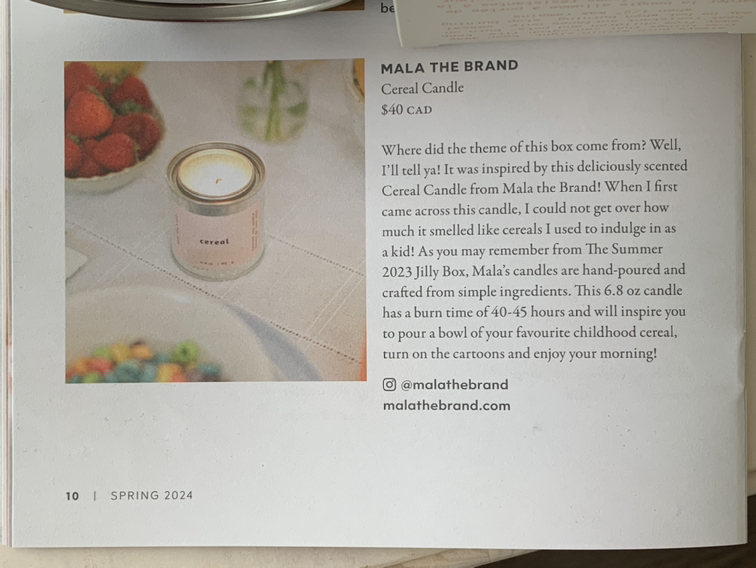 be
MALA THE BRAND
Cereal Candle
$40 CAD
Where did the theme of this box come from? Well,
I'll tell ya! It was inspired by this deliciously scented
Cereal Candle from Mala the Brand! When I first
came across this candle, I could not get over how
much it smelled like cereals I used to indulge in as
a kid! As you may remember from The Summer
2023 Jilly Box, Mala's candles are hand-poured and
crafted from simple ingredients. This 6.8 oz candle
has a burn time of 40-45 hours and will inspire you
to pour a bowl of your favourite childhood cereal,
turn on the cartoons and enjoy your morning!
@malathebrand
malathebrand.com
cereal
10 | SPRING 2024